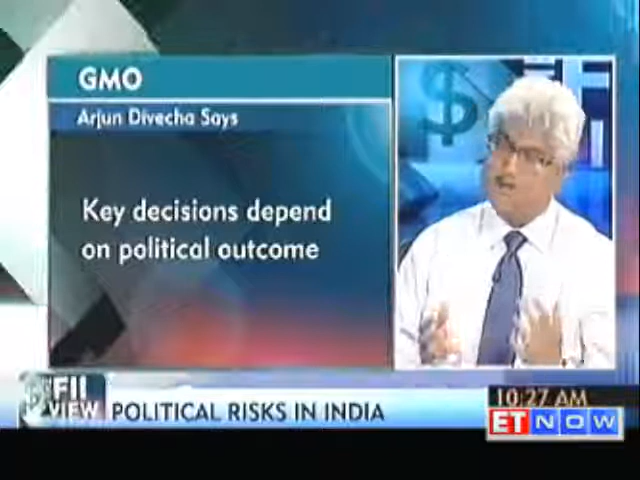 GMO
Arjun Divecha Says
Key decisions depend
on political outcome
FII
VIEW
POLITICAL RISKS IN INDIA
10:27 AM
ET NOW